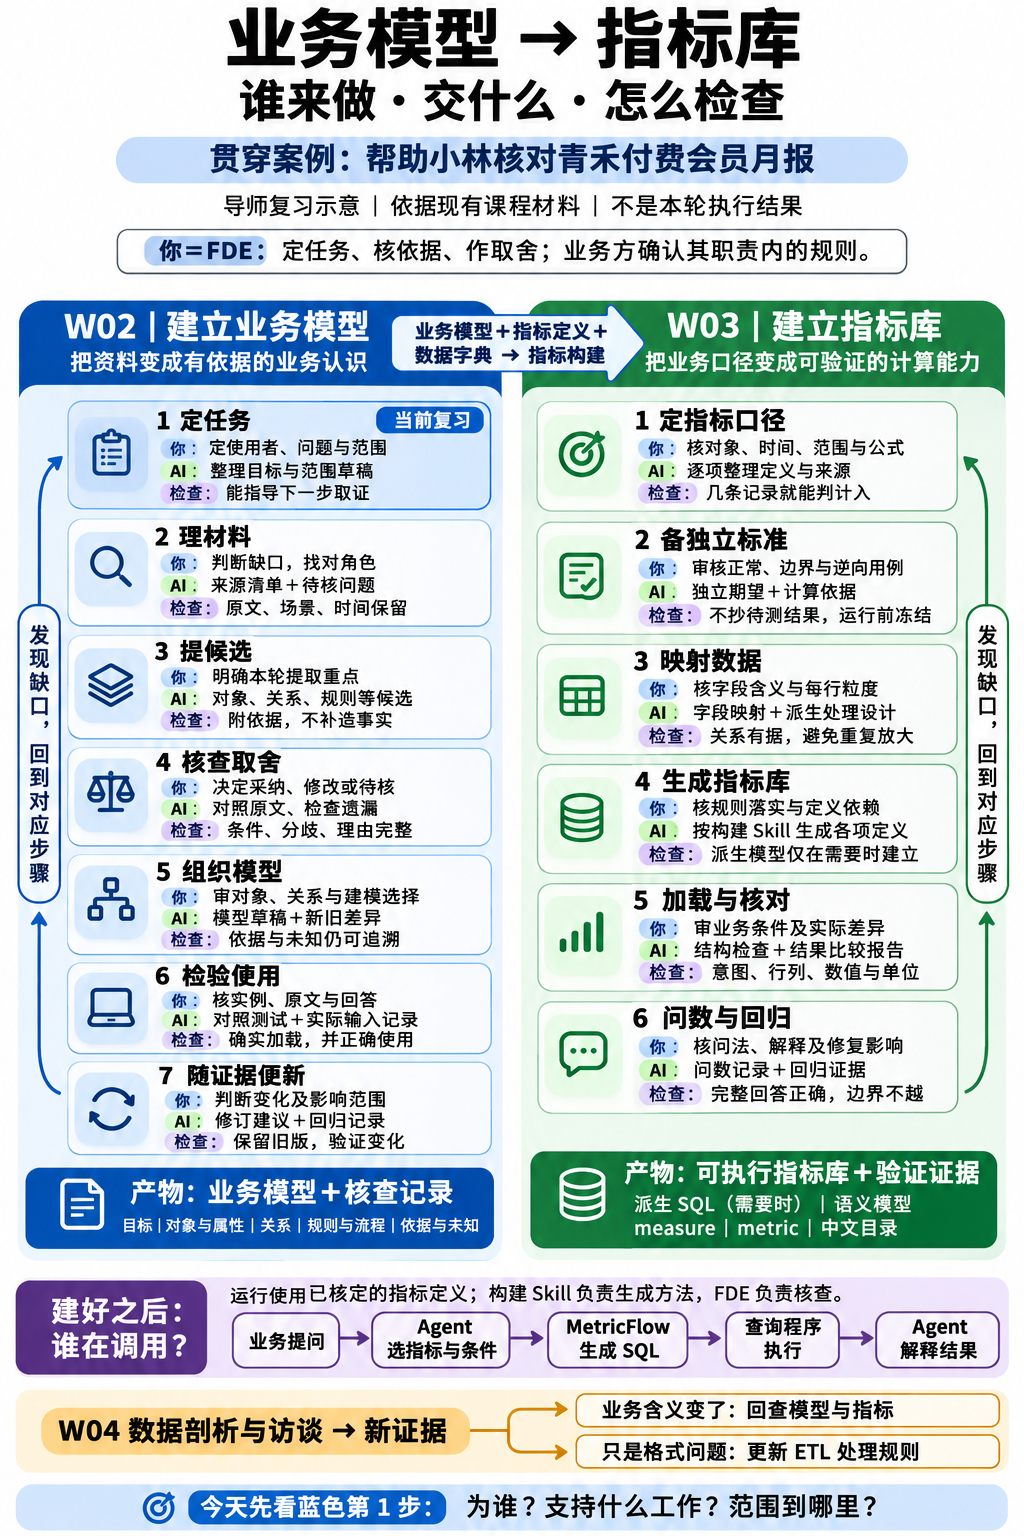 业务模型 → 指标库
谁来做・交什么・怎么检查
贯穿案例：帮助小林核对青禾付费会员月报
导师复习示意｜依据现有课程材料｜不是本轮执行结果
你＝FDE： 定任务、核依据、作取舍；业务方确认其职责内的规则。
W02｜建立业务模型
把资料变成有依据的业务认识
业务模型＋指标定义＋
数据字典 → 指标构建
W03｜建立指标库
把业务口径变成可验证的计算能力
1 定任务
当前复习
你： 定使用者、问题与范围
AI： 整理目标与范围草稿
检查： 能指导下一步取证
2 理材料
你： 判断缺口，找对角色
AI： 来源清单＋待核问题
检查： 原文、场景、时间保留
3 提候选
你： 明确本轮提取重点
AI： 对象、关系、规则等候选
检查： 附依据，不补造事实
4 核查取舍
你： 决定采纳、修改或待核
AI： 对照原文、检查遗漏
检查： 条件、分歧、理由完整
5 组织模型
你： 审对象、关系与建模选择
AI： 模型草稿＋新旧差异
检查： 依据与未知仍可追溯
6 检验使用
你： 核实例、原文与回答
AI： 对照测试＋实际输入记录
检查： 确实加载，并正确使用
7 随证据更新
你： 判断变化及影响范围
AI： 修订建议＋回归记录
检查： 保留旧版，验证变化
发现缺口，回到对应步骤
产物：业务模型＋核查记录
目标｜对象与属性｜关系｜规则与流程｜依据与未知
1 定指标口径
你： 核对象、时间、范围与公式
AI： 逐项整理定义与来源
检查： 几条记录就能判计入
2 备独立标准
你： 审核正常、边界与逆向用例
AI： 独立期望＋计算依据
检查： 不抄待测结果，运行前冻结
3 映射数据
你： 核字段含义与每行粒度
AI： 字段映射＋派生处理设计
检查： 关系有据，避免重复放大
4 生成指标库
你： 核规则落实与定义依赖
AI： 按构建 Skill 生成各项定义
检查： 派生模型仅在需要时建立
5 加载与核对
你： 审业务条件及实际差异
AI： 结构检查＋结果比较报告
检查： 意图、行列、数值与单位
6 问数与回归
你： 核问法、解释及修复影响
AI： 问数记录＋回归证据
检查： 完整回答正确，边界不越
发现缺口，回到对应步骤
产物：可执行指标库＋验证证据
派生 SQL（需要时）｜语义模型
measure｜metric｜中文目录
建好之后：
谁在调用？
运行使用已核定的指标定义；构建 Skill 负责生成方法，FDE 负责核查。
业务提问
Agent
选指标与条件
MetricFlow
生成 SQL
查询程序
执行
Agent
解释结果
W04 数据剖析与访谈 → 新证据
业务含义变了：回查模型与指标
只是格式问题：更新 ETL 处理规则
今天先看蓝色第 1 步： 为谁？支持什么工作？范围到哪里？